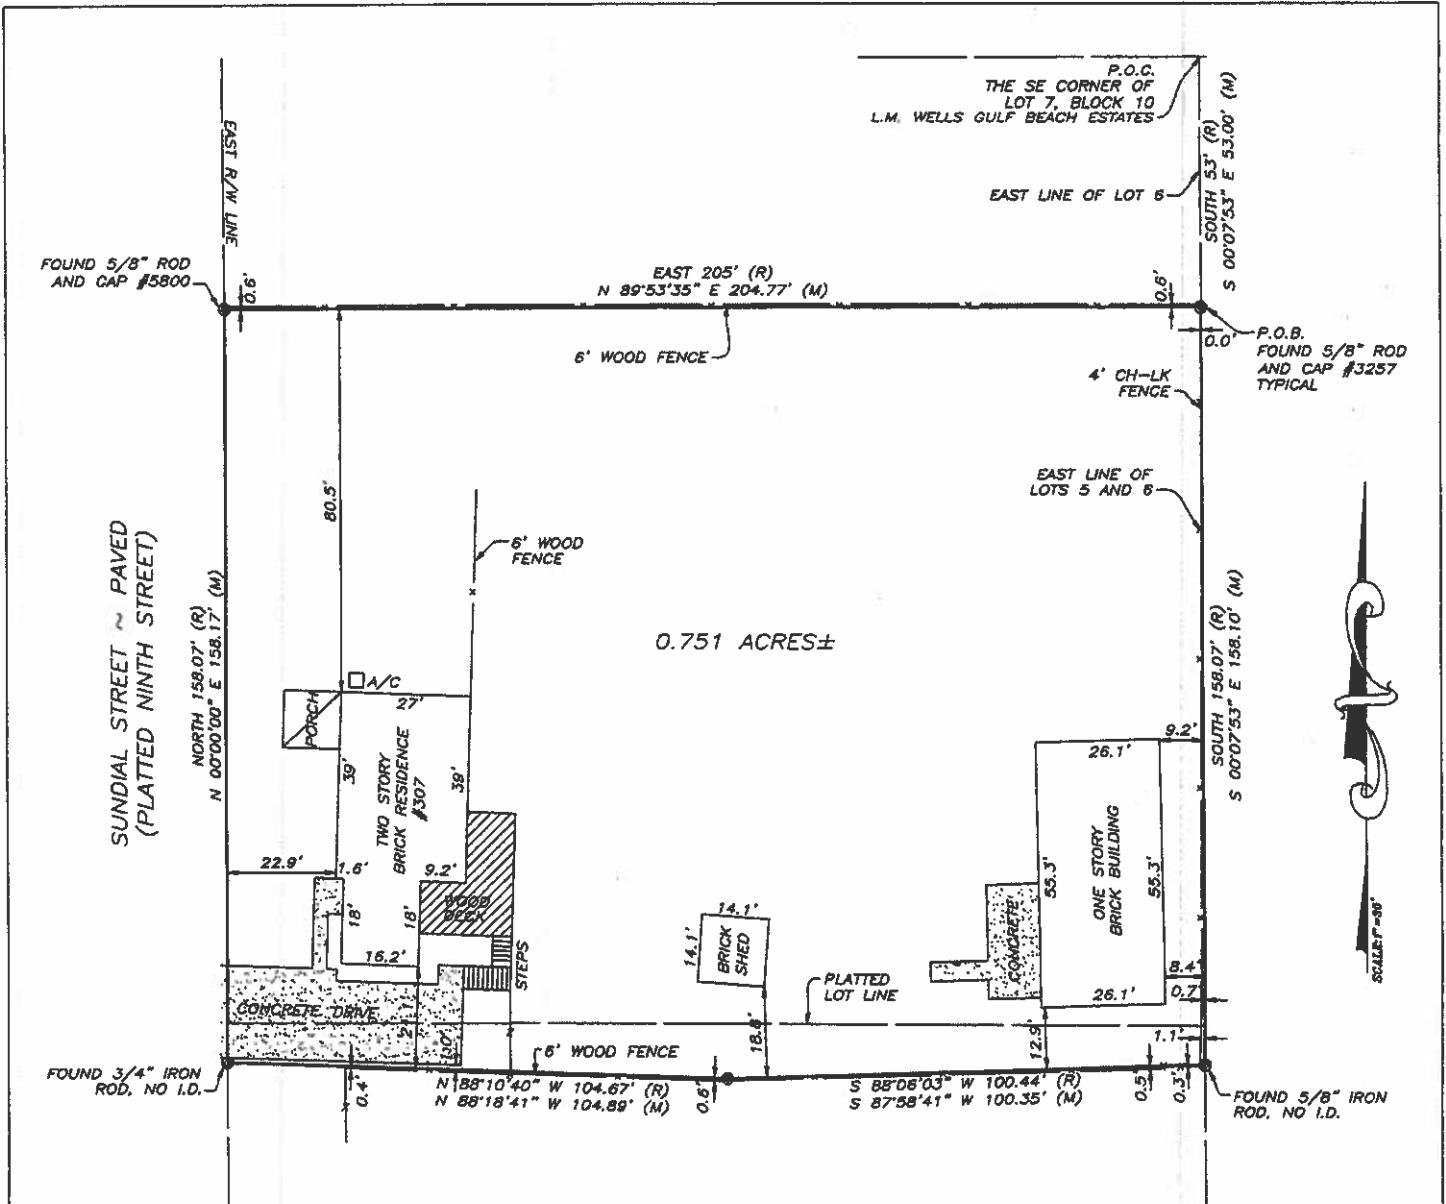 P.O.C.
THE SE CORNER OF
LOT 7, BLOCK 10
L.M. WELLS GULF BEACH ESTATES
SOUTH 53' (R)
S 00°07'53" E 53.00' (M)
EAST R/W LINE
EAST LINE OF LOT 6
FOUND 5/8" ROD
AND CAP #5800
0.6'
EAST 205' (R)
N 89°53'35" E 204.77' (M)
0.6'
6' WOOD FENCE
0.0'
P.O.B.
FOUND 5/8" ROD
AND CAP #3257
TYPICAL
4' CH-LK
FENCE
EAST LINE OF
LOTS 5 AND 6
80.5'
6' WOOD
FENCE
SUNDIAL STREET ~ PAVED
(PLATTED NINTH STREET)
NORTH 158.07' (R)
N 00°00'00" E 158.17' (M)
0.751 ACRES±
SOUTH 158.07' (R)
S 00°07'53" E 158.10' (M)
A/C
PORCH
27'
39'
TWO STORY
BRICK RESIDENCE
#307
39'
9.2'
26.1'
55.3'
ONE STORY
BRICK BUILDING
55.3'
22.9'
1.6'
9.2'
WOOD
DECK
18'
18'
16.2'
STEPS
14.1'
14.1'
BRICK
SHED
CONCRETE
PLATTED
LOT LINE
8.4'
26.1'
0.7'
SCALE:1"=30'
CONCRETE DRIVE
18.8'
12.9'
1.1'
6' WOOD FENCE
FOUND 3/4" IRON
ROD, NO I.D.
0.4'
N 88°10'40" W 104.67' (R)
N 88°18'41" W 104.89' (M)
0.6'
S 88°08'03" W 100.44' (R)
S 87°58'41" W 100.35' (M)
0.5'
0.3'
FOUND 5/8" IRON
ROD, NO I.D.